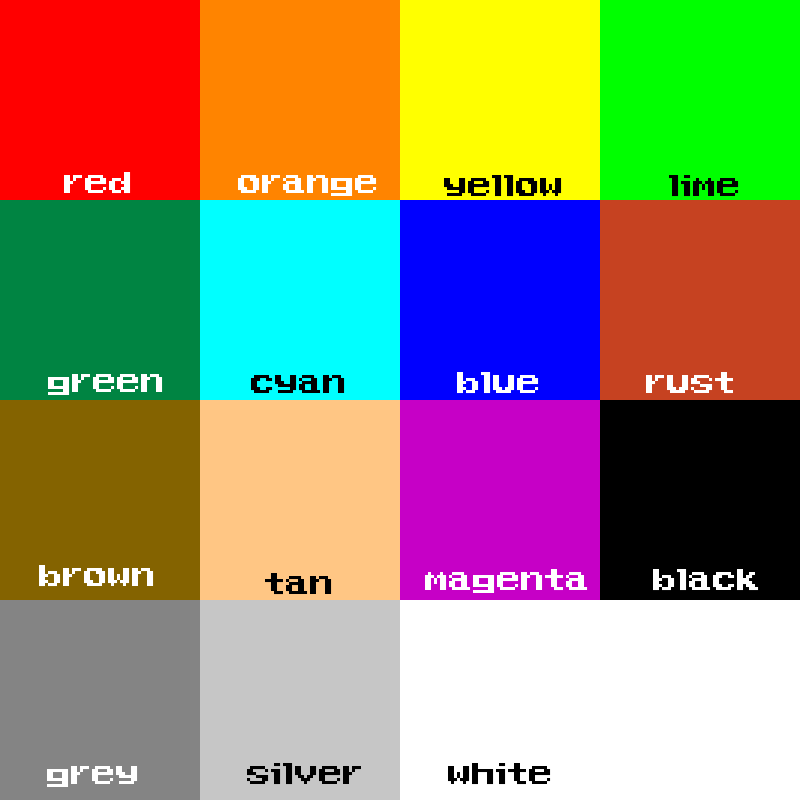 red orange yellow lime
green cyan blue rust
brown tan magenta black
grey silver white